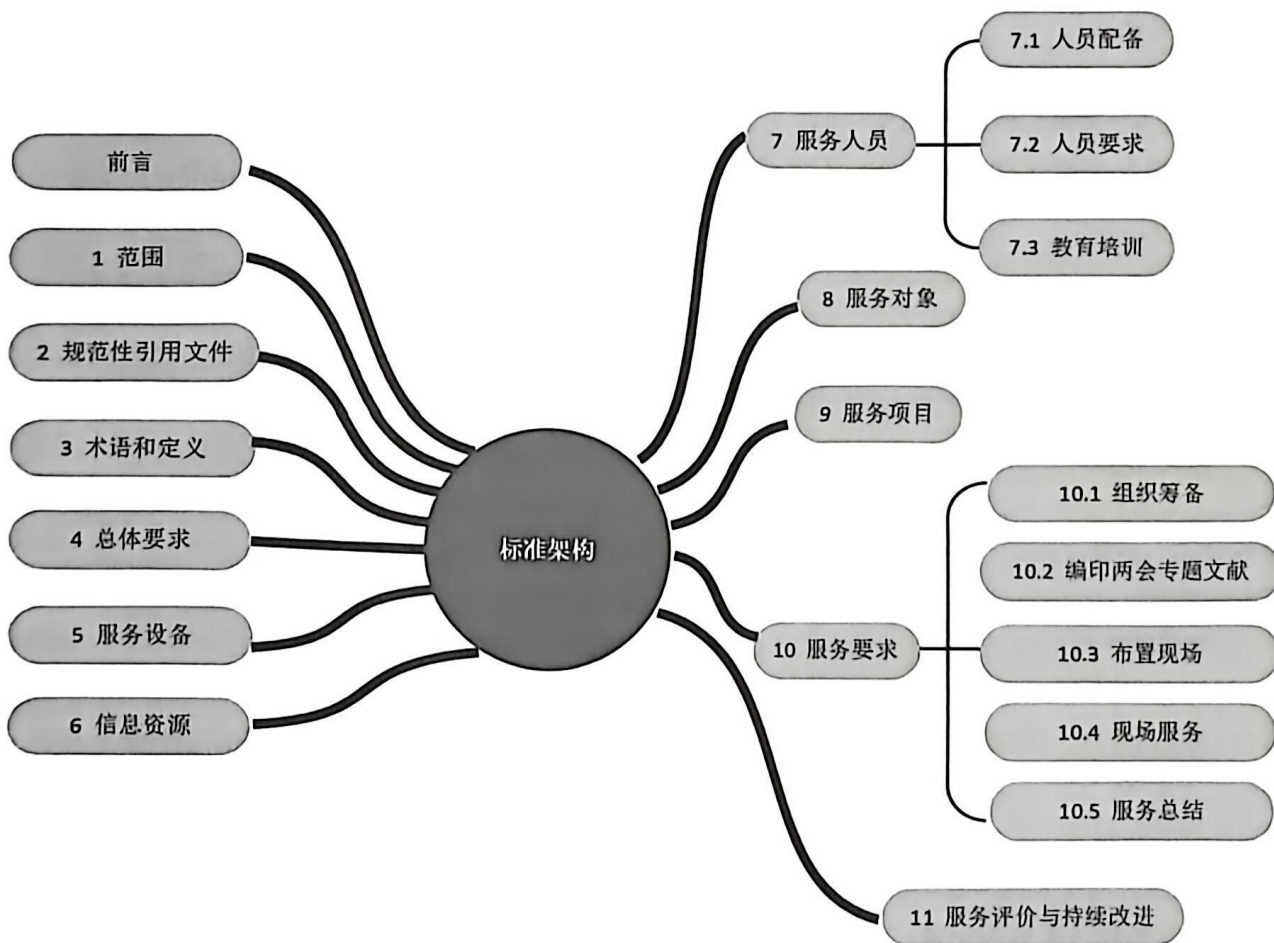 前言
1 范围
2 规范性引用文件
3 术语和定义
4 总体要求
5 服务设备
6 信息资源
标准架构
7 服务人员
7.1 人员配备
7.2 人员要求
7.3 教育培训
8 服务对象
9 服务项目
10 服务要求
10.1 组织筹备
10.2 编印两会专题文献
10.3 布置现场
10.4 现场服务
10.5 服务总结
11 服务评价与持续改进